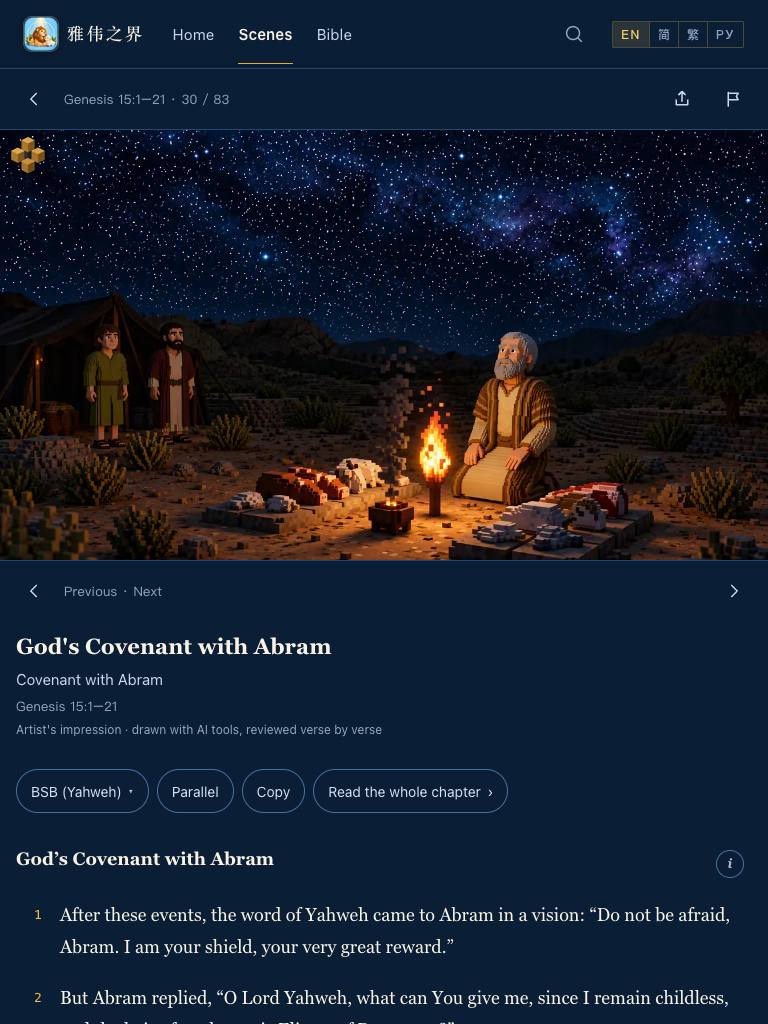 雅伟之界
Home
Scenes
Bible
EN
简
繁
РУ
Genesis 15:1—21 · 30 / 83
Previous · Next
God's Covenant with Abram
Covenant with Abram
Genesis 15:1—21
Artist's impression · drawn with AI tools, reviewed verse by verse
BSB (Yahweh)
Parallel
Copy
Read the whole chapter ›
God’s Covenant with Abram
i
1 After these events, the word of Yahweh came to Abram in a vision: “Do not be afraid,
Abram. I am your shield, your very great reward.”
2 But Abram replied, “O Lord Yahweh, what can You give me, since I remain childless,